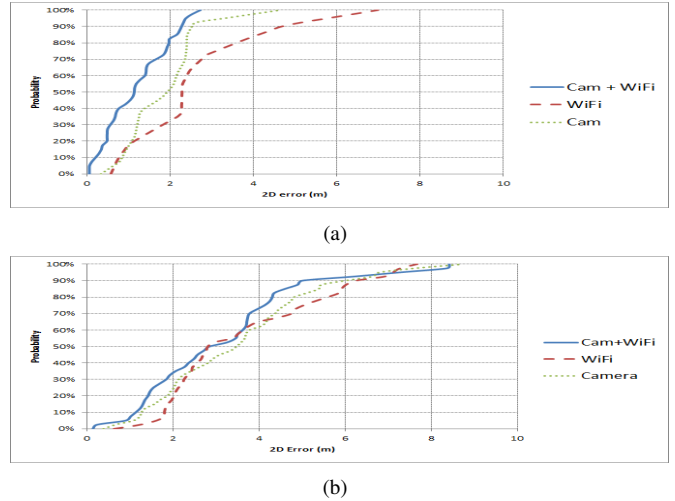 100%
90%
80%
70%
60%
50%
40%
30%
20%
10%
0%
Probability
0 2 4 6 8 10
2D error (m)
Cam + WiFi
WiFi
Cam
(a)
100%
90%
80%
70%
60%
50%
40%
30%
20%
10%
0%
Probability
0 2 4 6 8 10
2D Error (m)
Cam+WiFi
WiFi
Camera
(b)